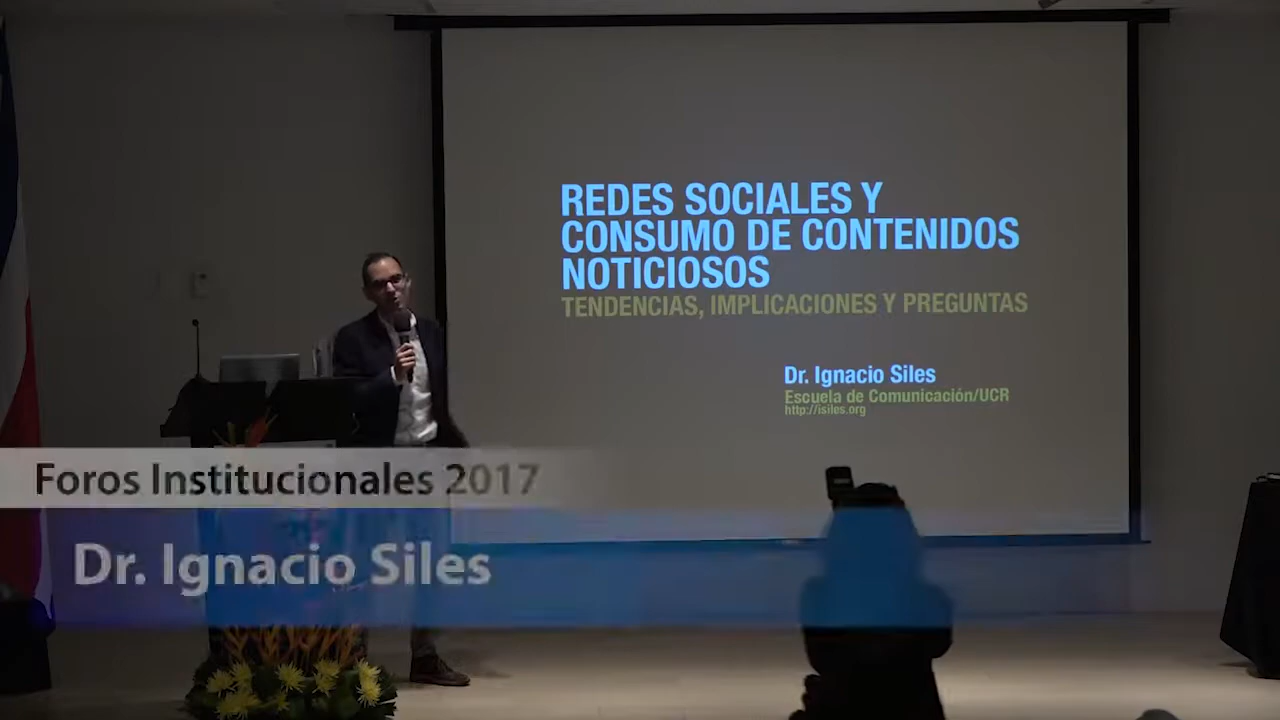 REDES SOCIALES Y
CONSUMO DE CONTENIDOS
NOTICIOSOS
TENDENCIAS, IMPLICACIONES Y PREGUNTAS
Dr. Ignacio Siles
Escuela de Comunicación/UCR
http://isiles.org
Foros Institucionales 2017
Dr. Ignacio Siles